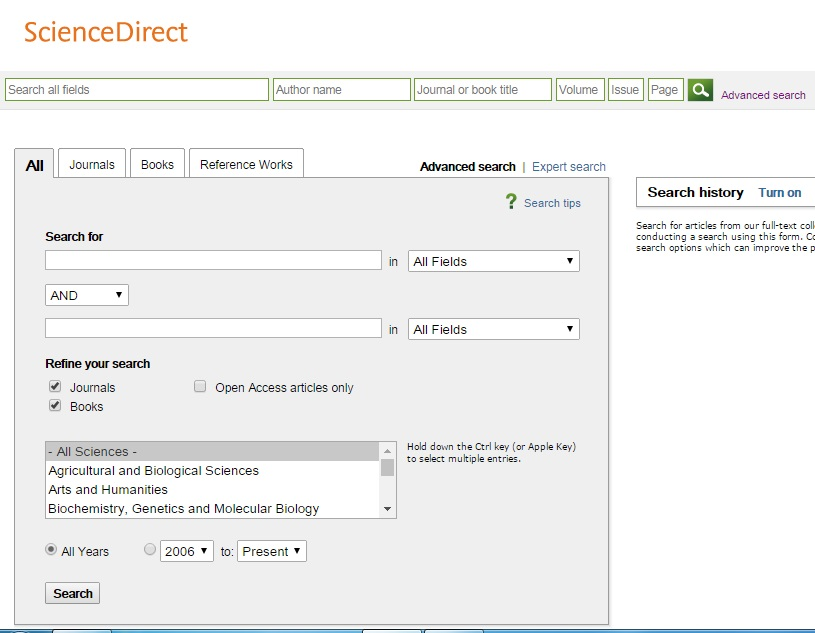 ScienceDirect
Search all fields Author name Journal or book title Volume Issue Page Advanced search
All Journals Books Reference Works Advanced search | Expert search
? Search tips
Search history Turn on
Search for articles from our full-text coll
conducting a search using this form. Co
search options which can improve the p
Search for
in All Fields
AND
in All Fields
Refine your search
Journals Open Access articles only
Books
- All Sciences -
Agricultural and Biological Sciences
Arts and Humanities
Biochemistry, Genetics and Molecular Biology
Hold down the Ctrl key (or Apple Key)
to select multiple entries.
All Years 2006 to: Present
Search